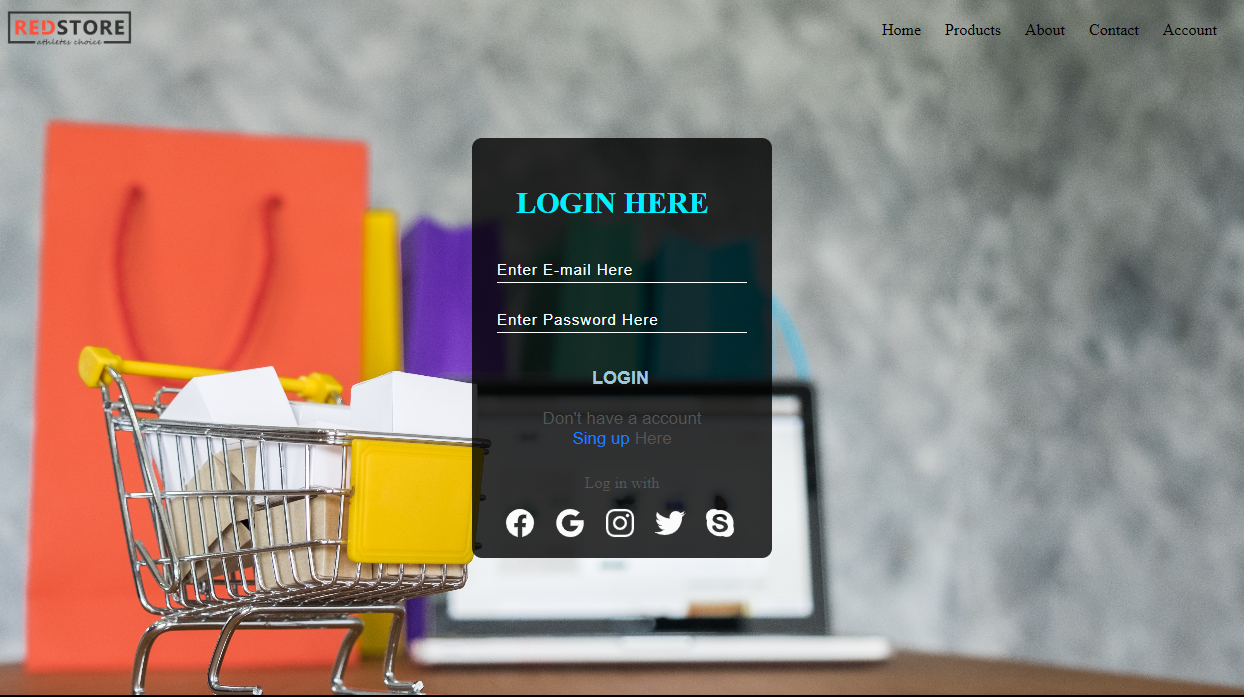 REDSTORE
athletes choice
Home Products About Contact Account
LOGIN HERE
Enter E-mail Here
Enter Password Here
LOGIN
Don't have a account
Sing up Here
Log in with